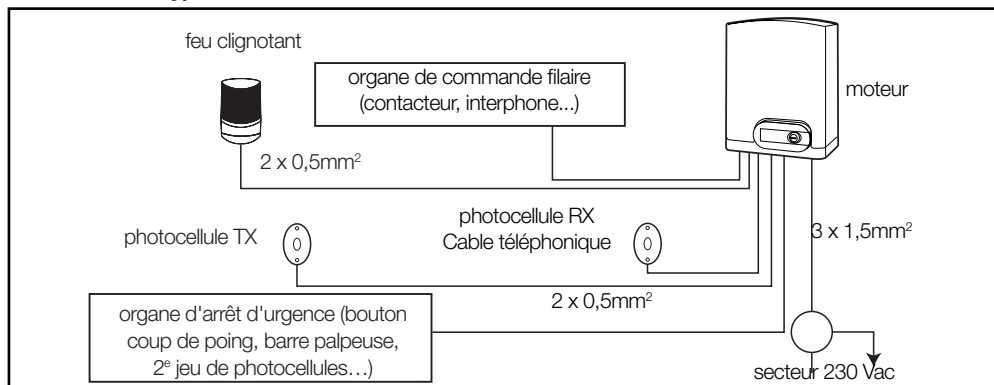 feu clignotant
organe de commande filaire
(contacteur, interphone...)
moteur
2 x 0,5mm²
photocellule TX
photocellule RX
Cable téléphonique
3 x 1,5mm²
2 x 0,5mm²
organe d'arrêt d'urgence (bouton
coup de poing, barre palpeuse,
2e jeu de photocellules…)
secteur 230 Vac